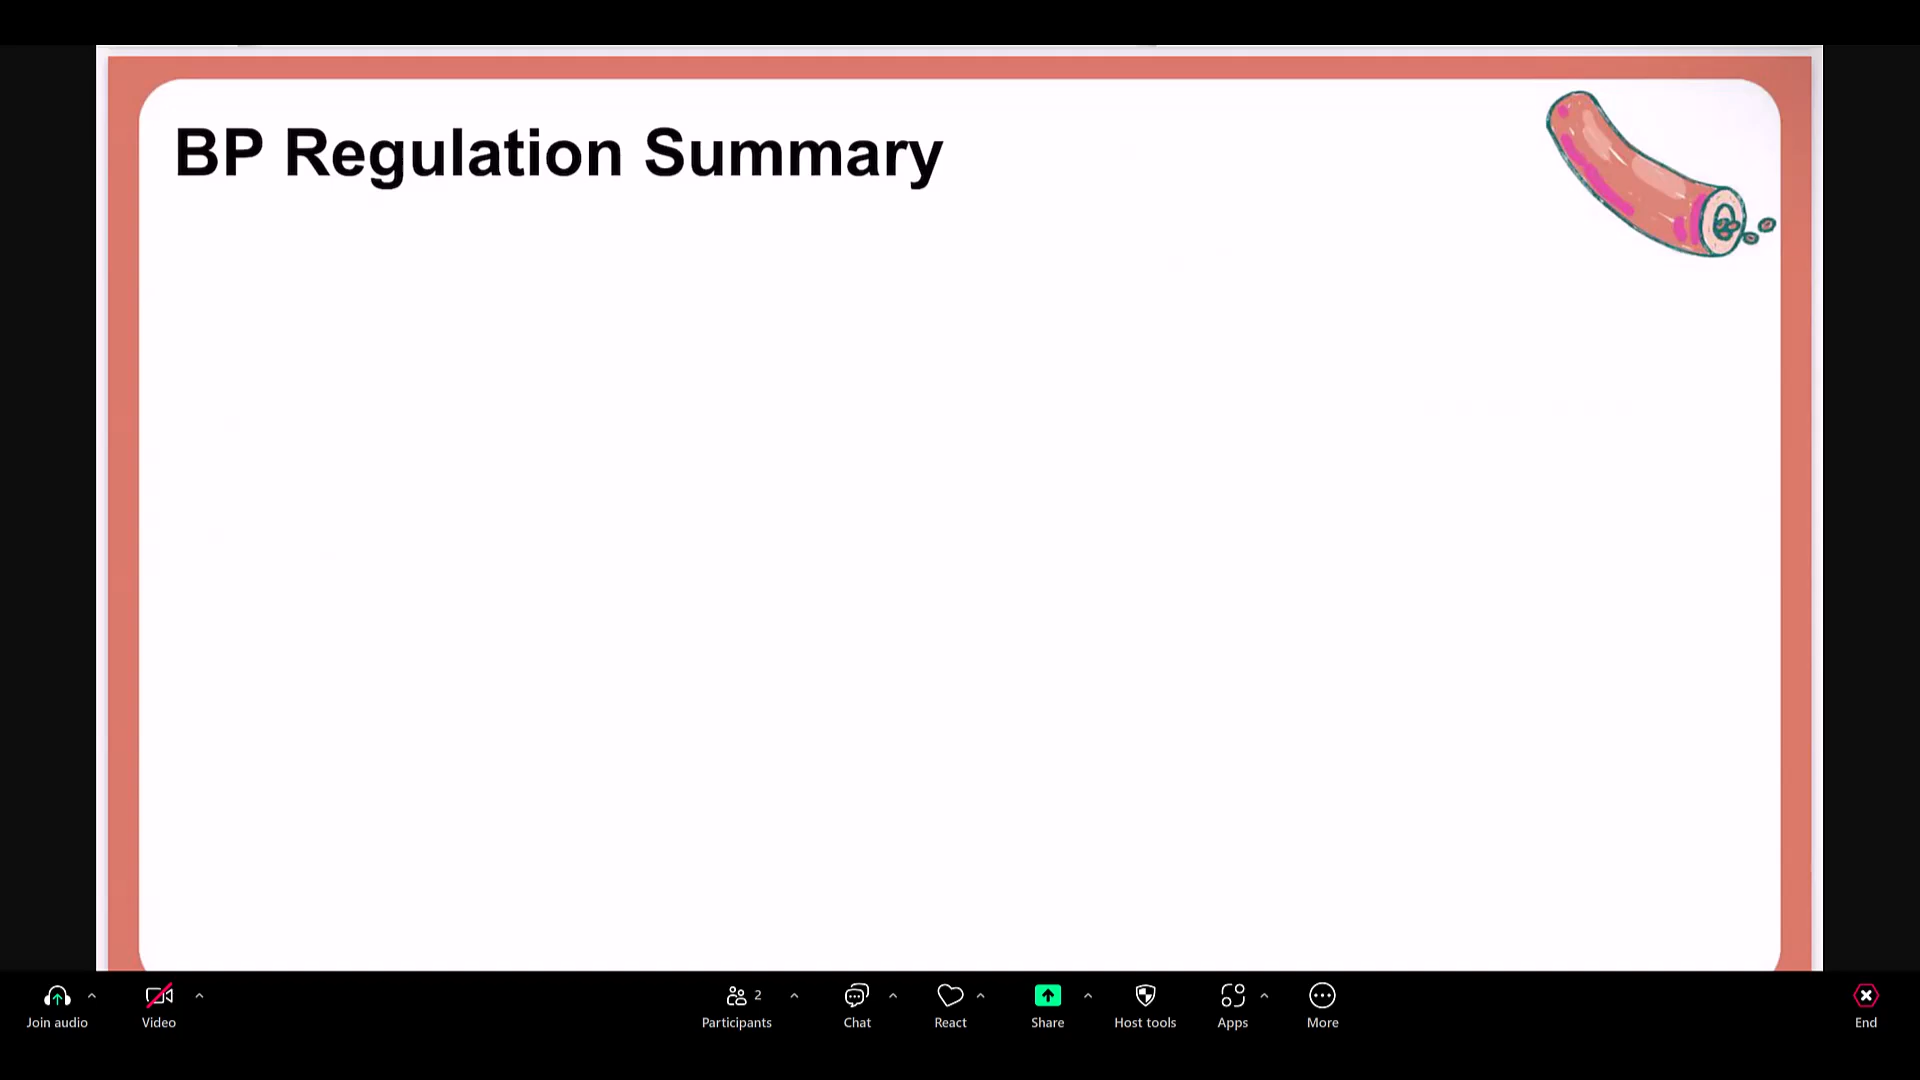 BP Regulation Summary
2
Join audio
Video
Participants
Chat
React
Share
Host tools
Apps
More
End